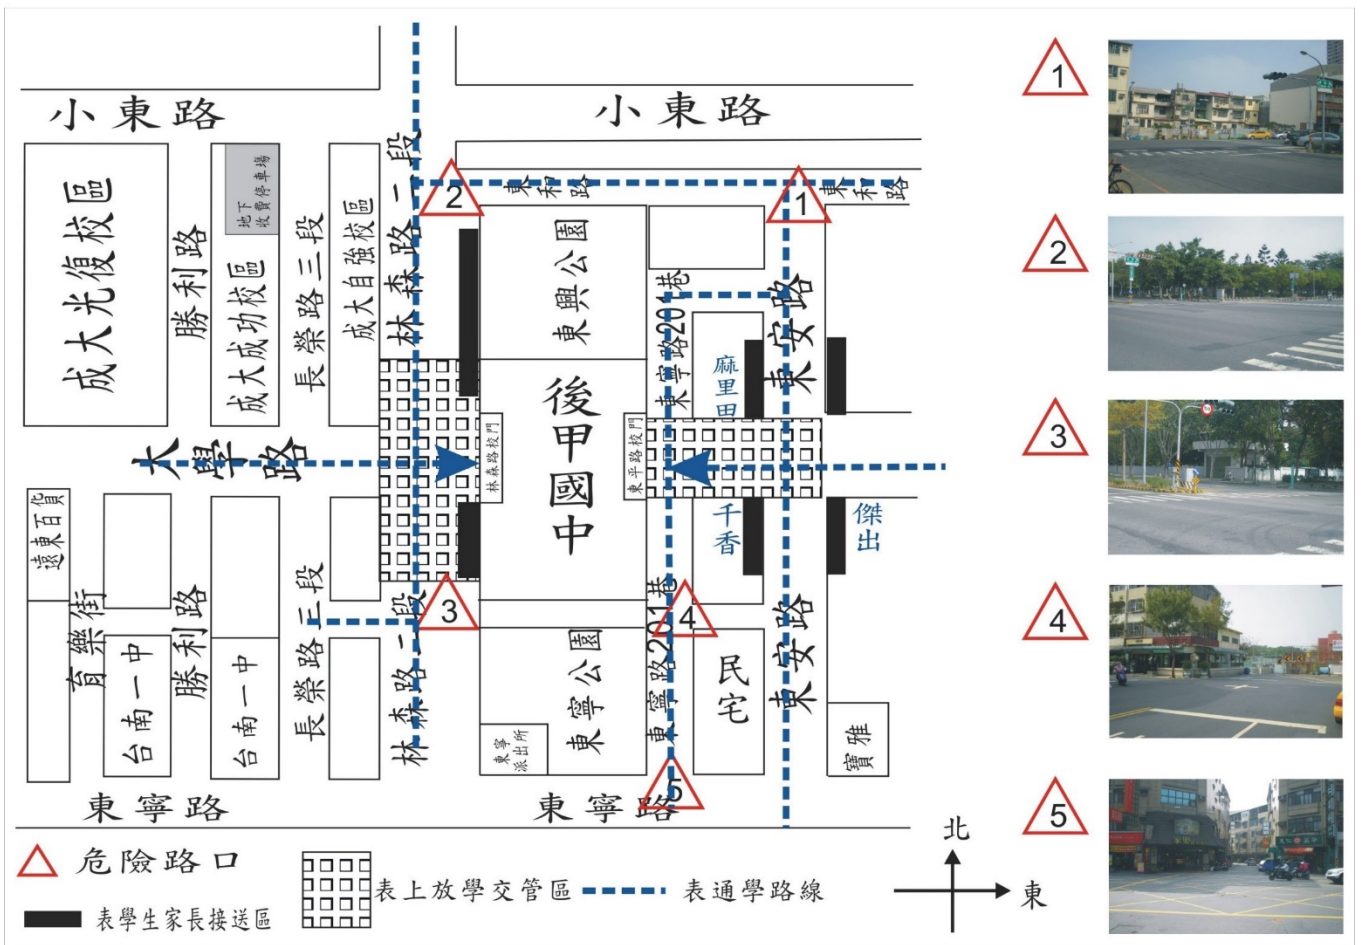 小東路
小東路
1
2
東和路
1
東和路
成大光復校區
勝利路
地下
收費停車場
成大成功校區
長榮路三段
成大自強校區
林森路二段
東興公園
東寧路201巷
東安路
麻里田
2
後甲國中
林森路校門
東平路校門
大學路
3
千香
傑出
遠東百貨
育樂街
勝利路
長榮路三段
3
林森路二段
東寧路201巷
4
東安路
4
台南一中
台南一中
東寧公園
民宅
東寧
派出所
寶雅
5
東寧路
東寧路
5
北
東
危險路口
表上放學交管區
表通學路線
表學生家長接送區